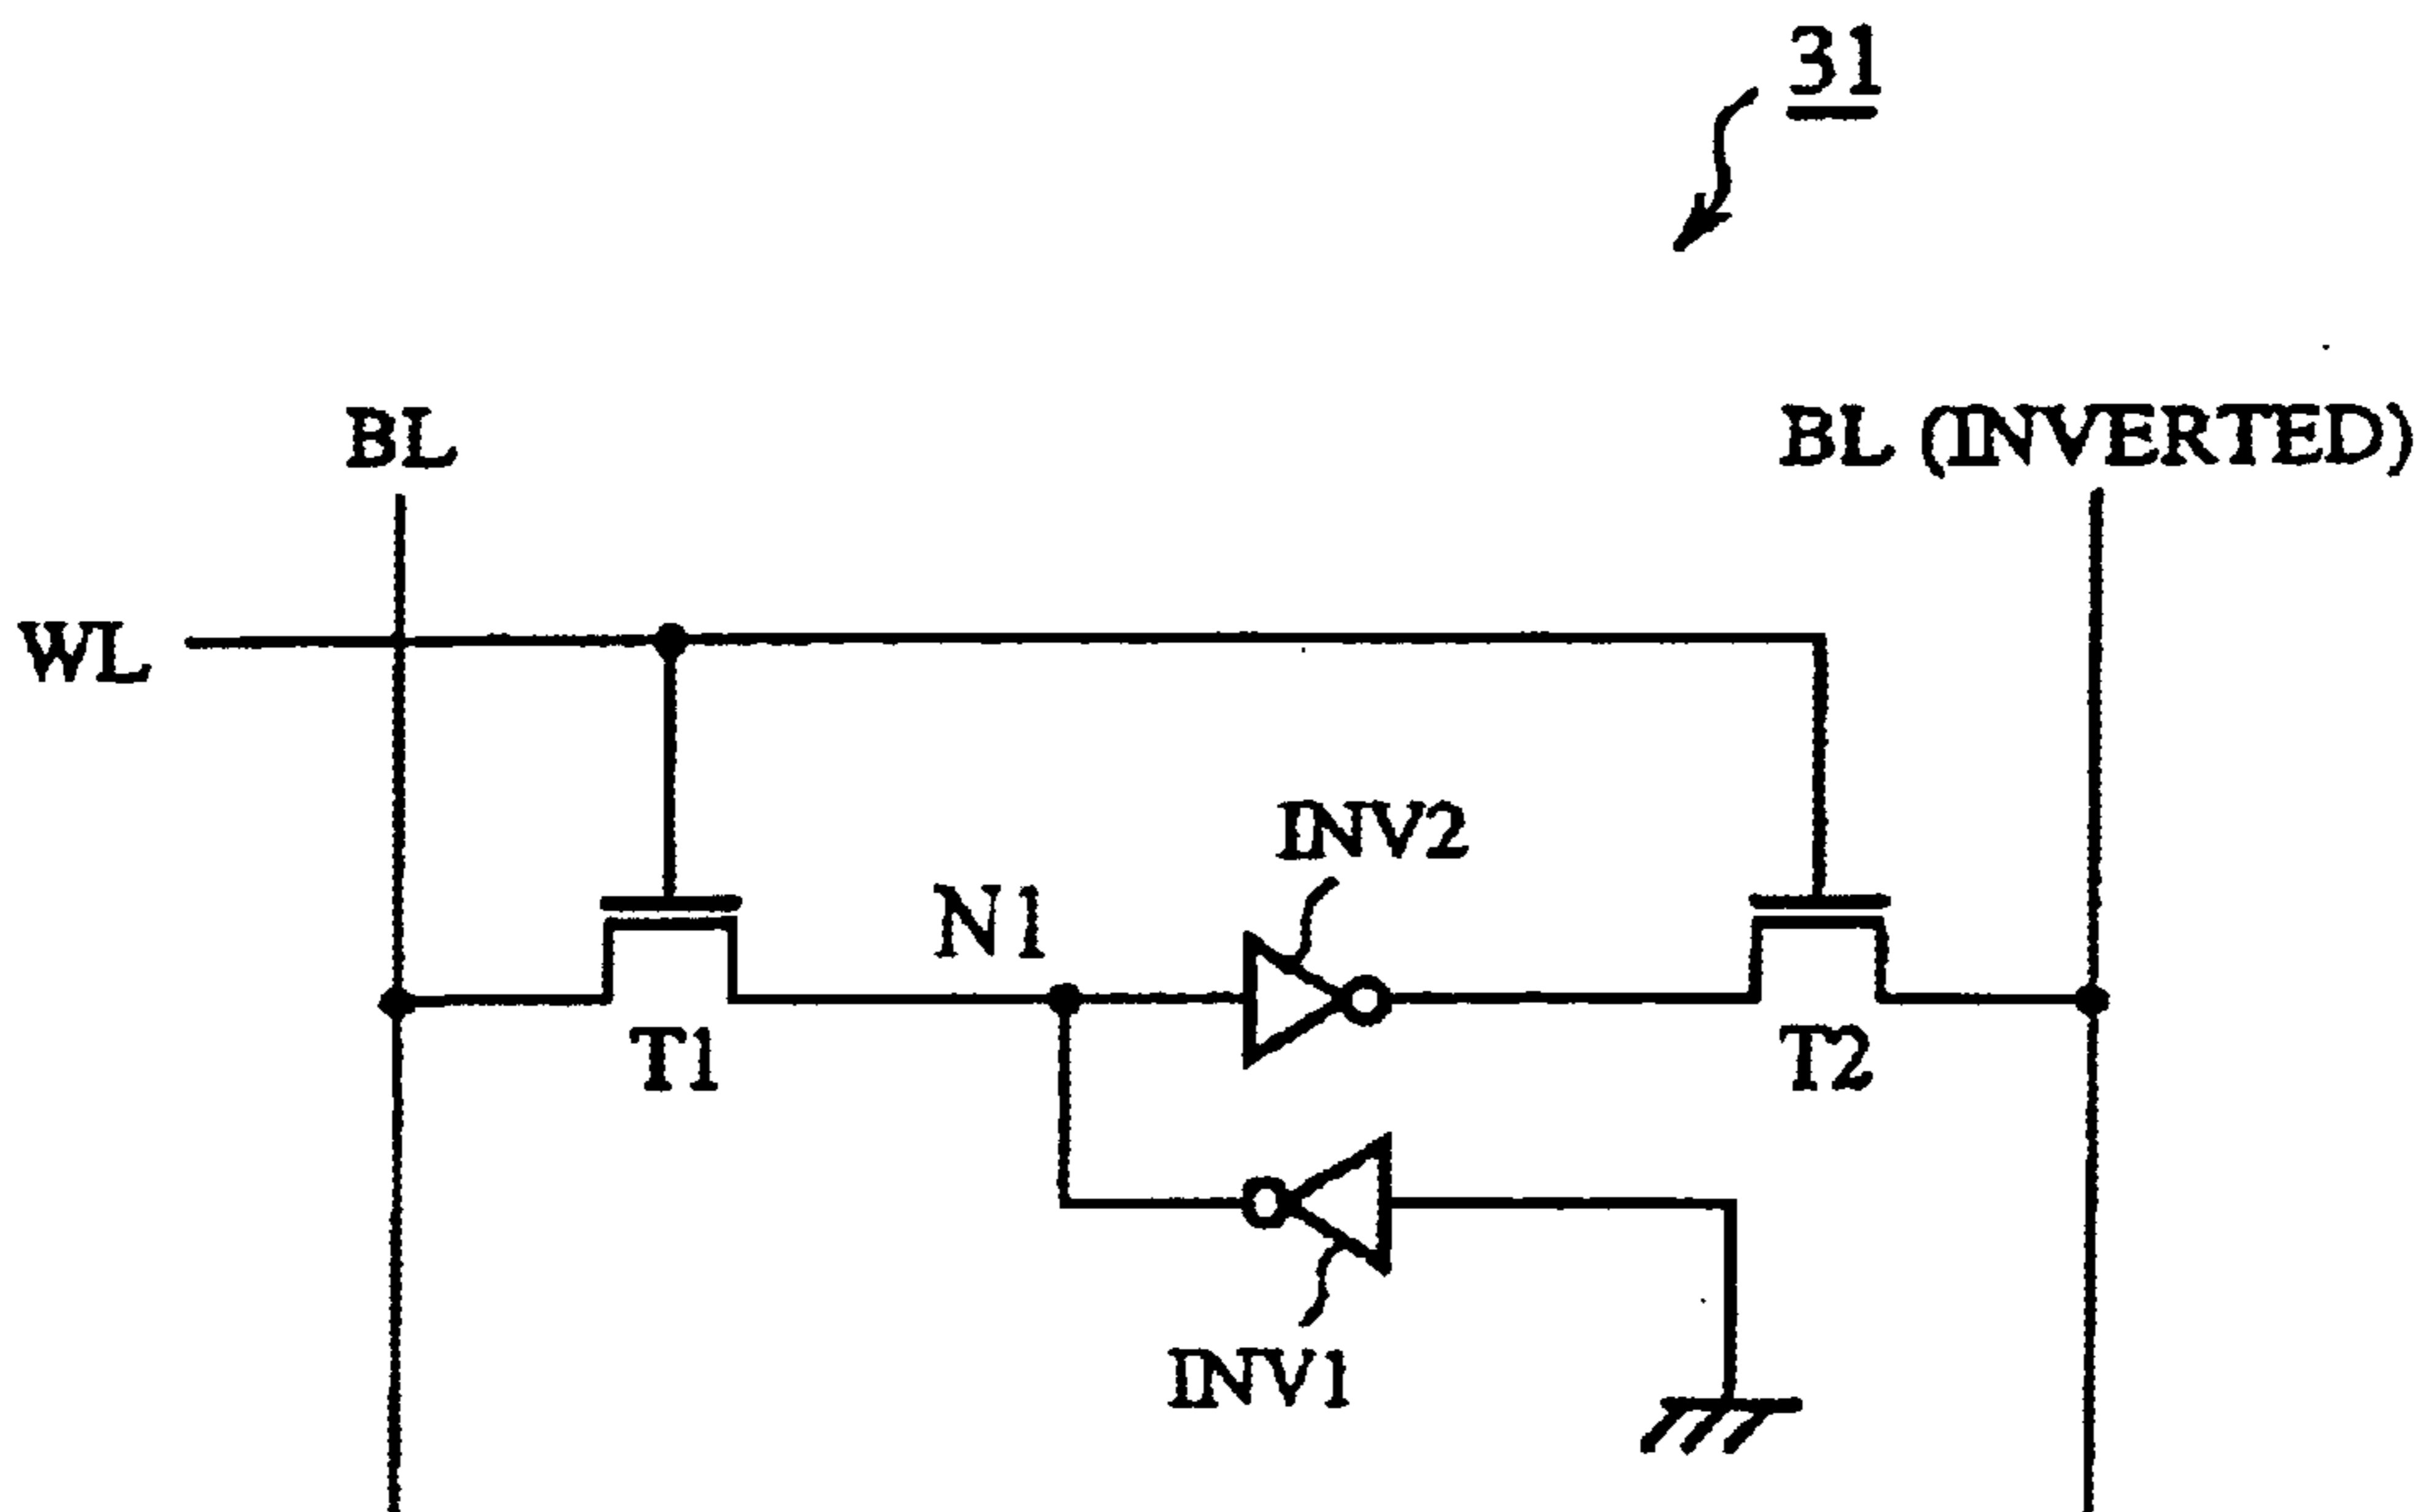 31
BL
BL (INVERTED)
WL
INV2
N1
T1
T2
INV1